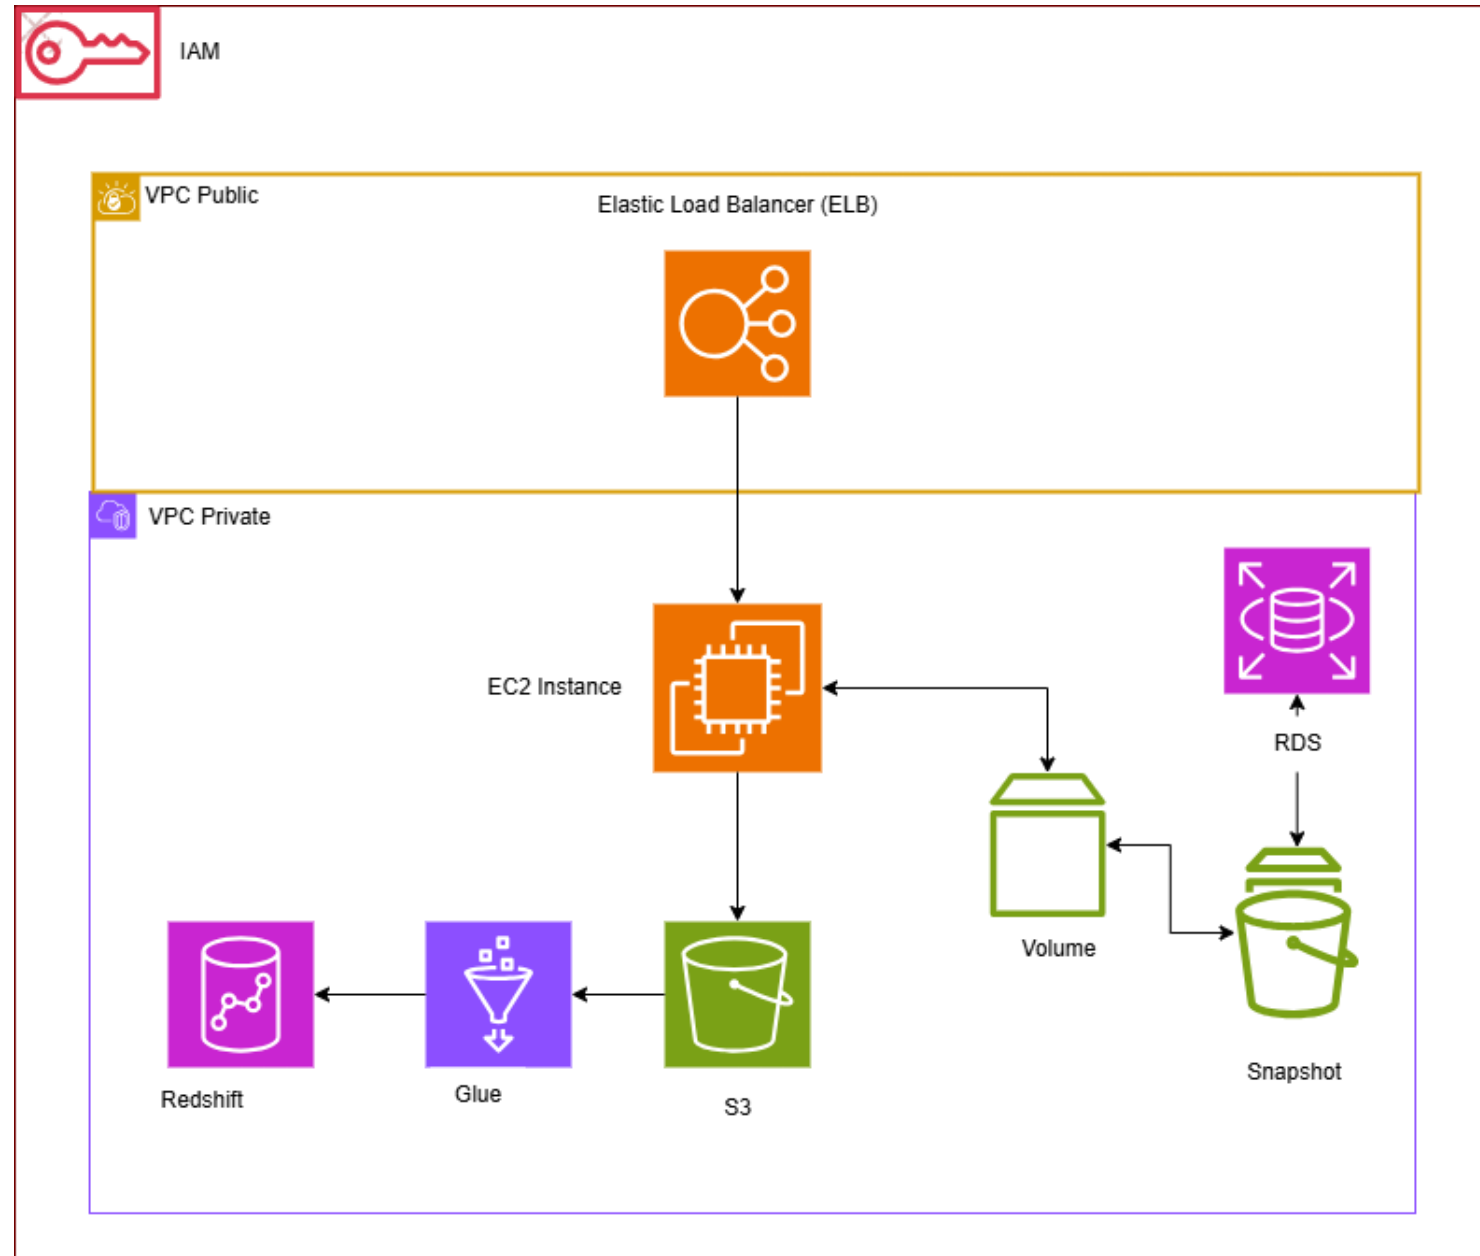 IAM
VPC Public
Elastic Load Balancer (ELB)
VPC Private
EC2 Instance
RDS
Volume
Snapshot
Redshift
Glue
S3